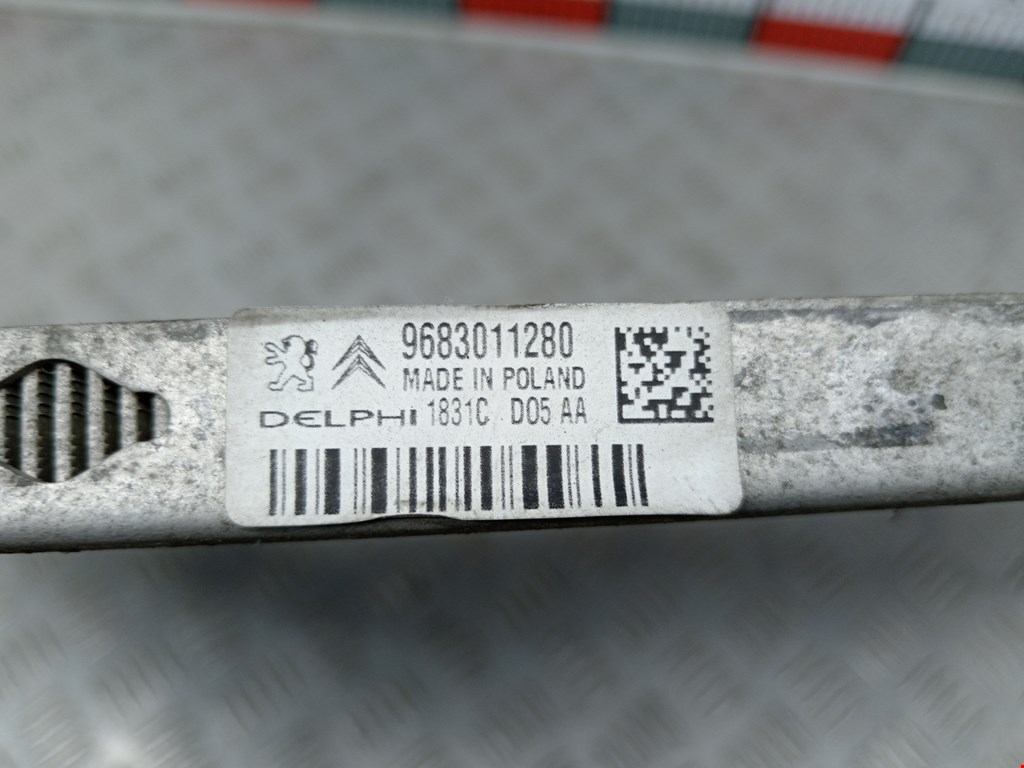 9683011280
MADE IN POLAND
DELPHI 1831C D05 AA